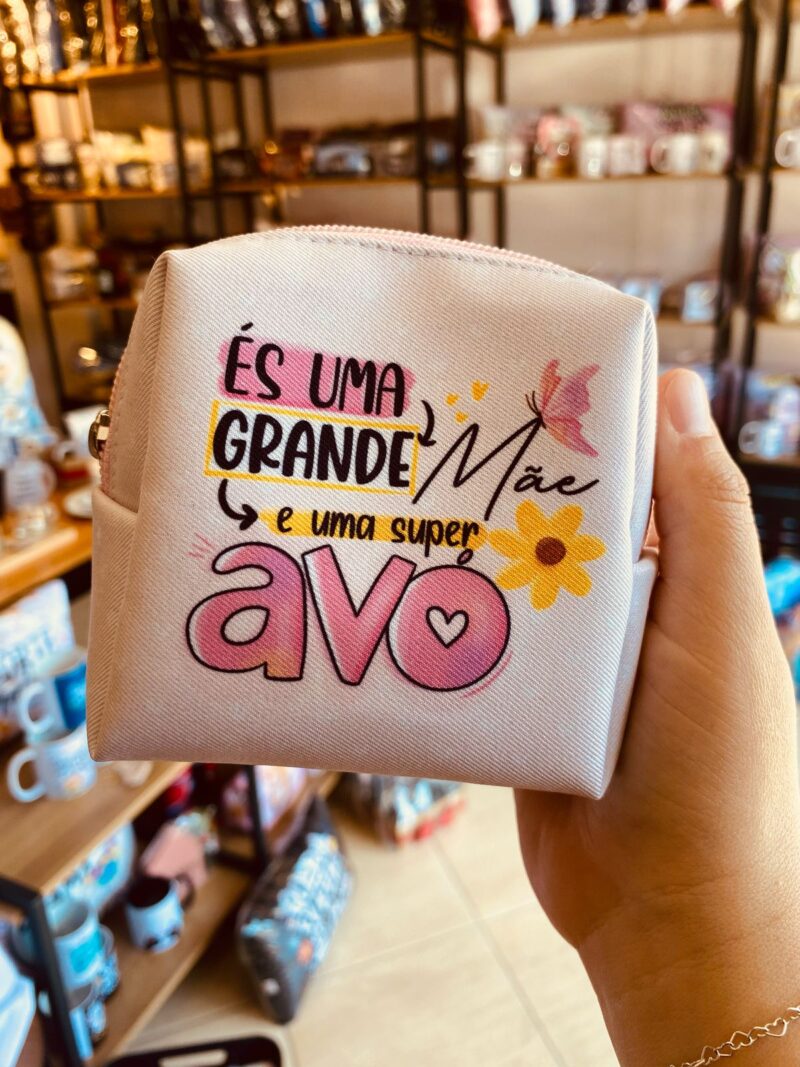 És UMA
GRANDE Mãe
e uma super
avó